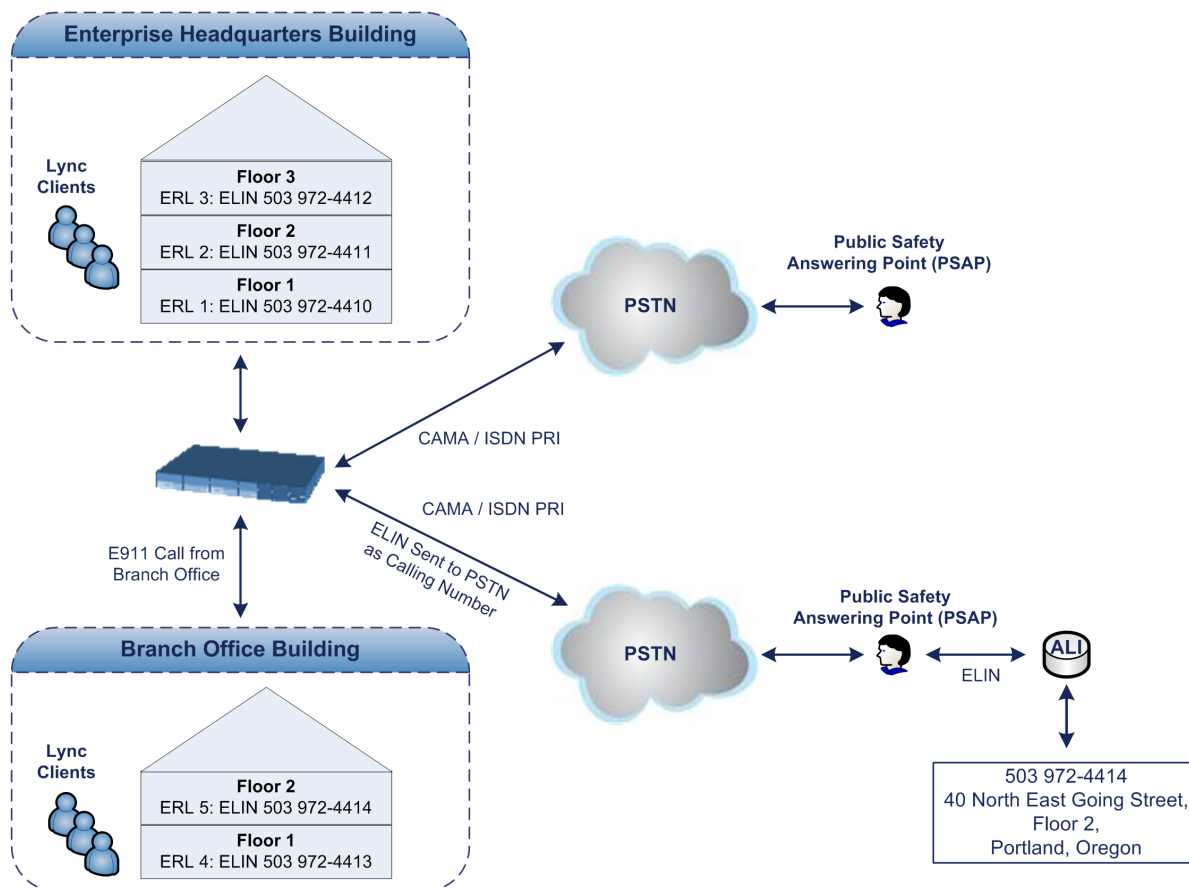 Enterprise Headquarters Building
Lync
Clients
Floor 3
ERL 3: ELIN 503 972-4412
Floor 2
ERL 2: ELIN 503 972-4411
Floor 1
ERL 1: ELIN 503 972-4410
PSTN
Public Safety
Answering Point (PSAP)
CAMA / ISDN PRI
CAMA / ISDN PRI
ELIN Sent to PSTN
as Calling Number
E911 Call from
Branch Office
PSTN
Public Safety
Answering Point (PSAP)
ELIN
ALI
503 972-4414
40 North East Going Street,
Floor 2,
Portland, Oregon
Branch Office Building
Lync
Clients
Floor 2
ERL 5: ELIN 503 972-4414
Floor 1
ERL 4: ELIN 503 972-4413